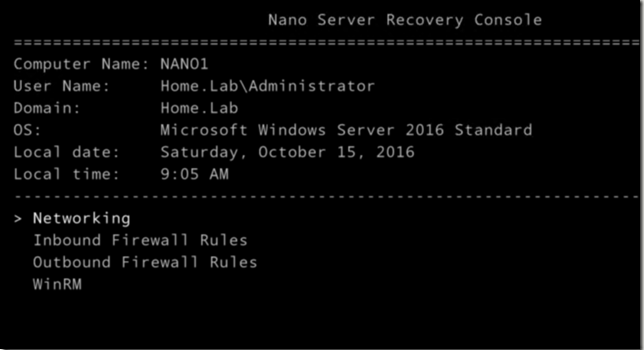 Nano Server Recovery Console
================================================================
Computer Name: NANO1
User Name: Home.Lab\Administrator
Domain: Home.Lab
OS: Microsoft Windows Server 2016 Standard
Local date: Saturday, October 15, 2016
Local time: 9:05 AM
----------------------------------------------------------------
> Networking
Inbound Firewall Rules
Outbound Firewall Rules
WinRM